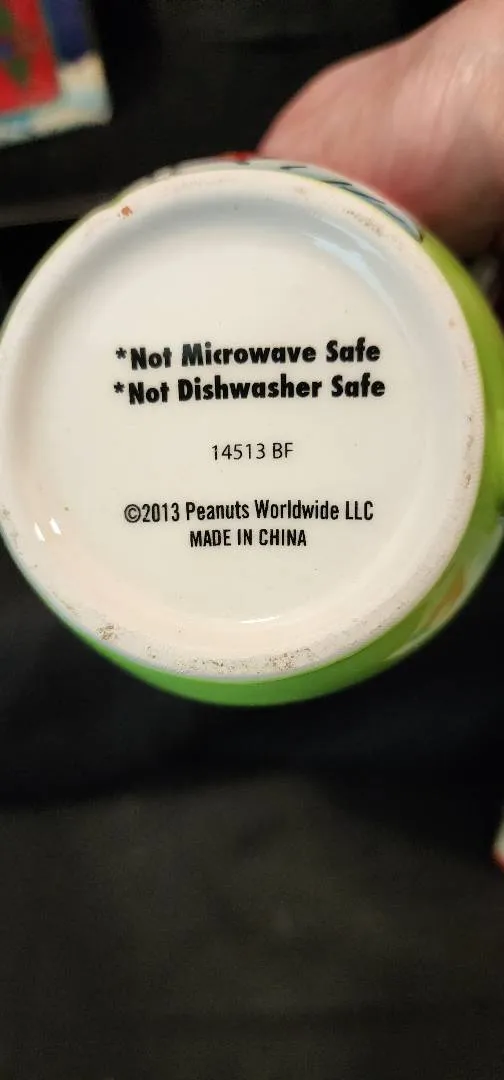 *Not Microwave Safe
*Not Dishwasher Safe
14513 BF
©2013 Peanuts Worldwide LLC
MADE IN CHINA